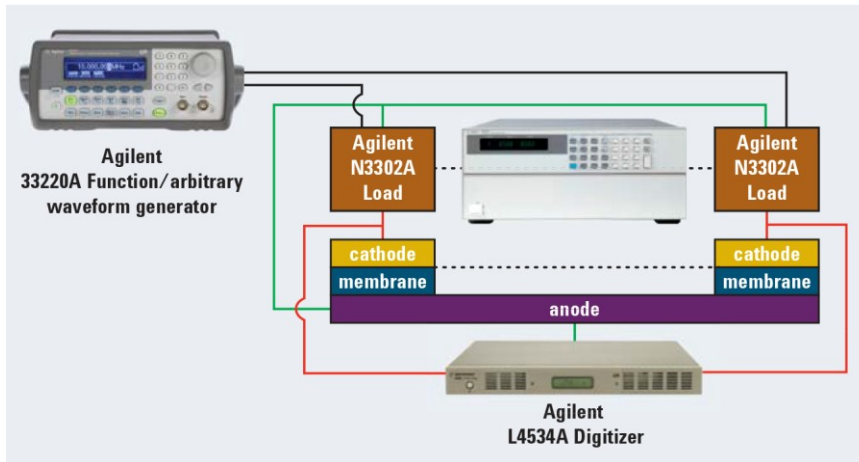 Agilent
33220A Function/arbitrary
waveform generator
Agilent
N3302A
Load
Agilent
N3302A
Load
cathode
membrane
cathode
membrane
anode
Agilent
L4534A Digitizer